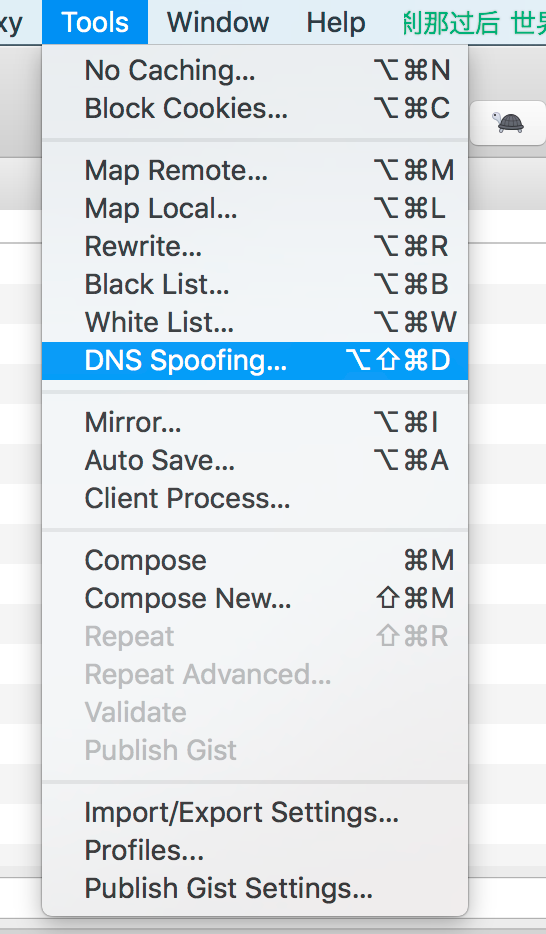 xy Tools Window Help 刹那过后 世界
No Caching... ⌥⌘N
Block Cookies... ⌥⌘C
Map Remote... ⌥⌘M
Map Local... ⌥⌘L
Rewrite... ⌥⌘R
Black List... ⌥⌘B
White List... ⌥⌘W
DNS Spoofing... ⌥⇧⌘D
Mirror... ⌥⌘I
Auto Save... ⌥⌘A
Client Process...
Compose ⌘M
Compose New... ⇧⌘M
Repeat ⇧⌘R
Repeat Advanced...
Validate
Publish Gist
Import/Export Settings...
Profiles...
Publish Gist Settings...